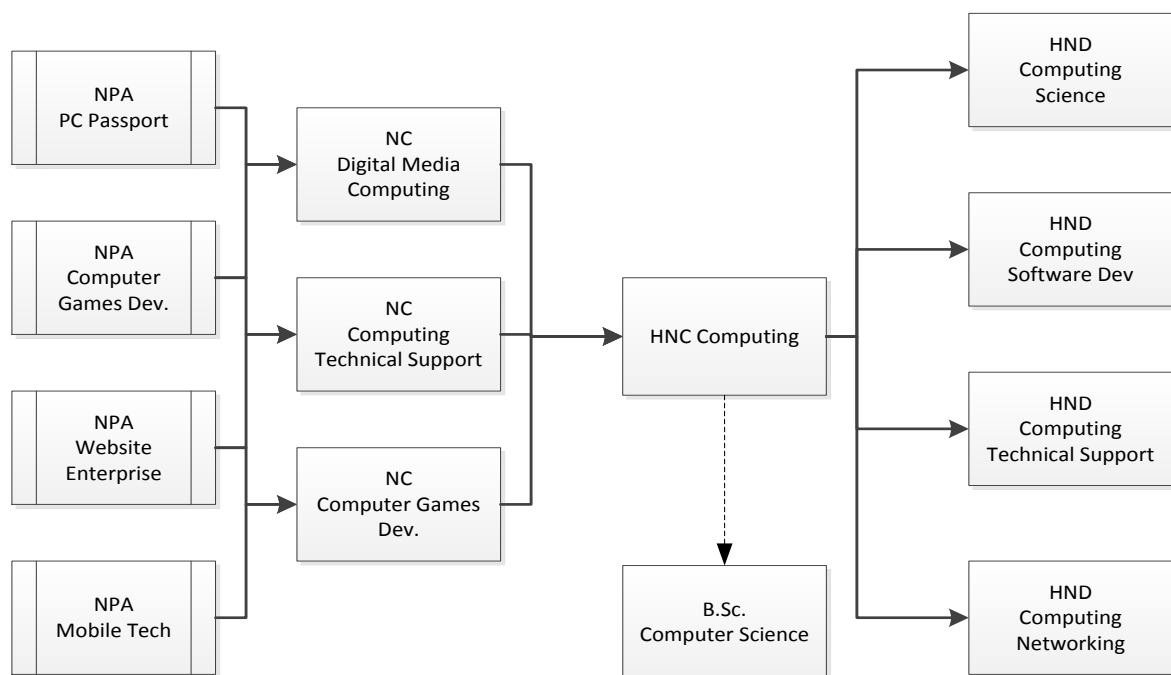 NPA
PC Passport
NPA
Computer
Games Dev.
NPA
Website
Enterprise
NPA
Mobile Tech
NC
Digital Media
Computing
NC
Computing
Technical Support
NC
Computer Games
Dev.
HNC Computing
B.Sc.
Computer Science
HND
Computing
Science
HND
Computing
Software Dev
HND
Computing
Technical Support
HND
Computing
Networking